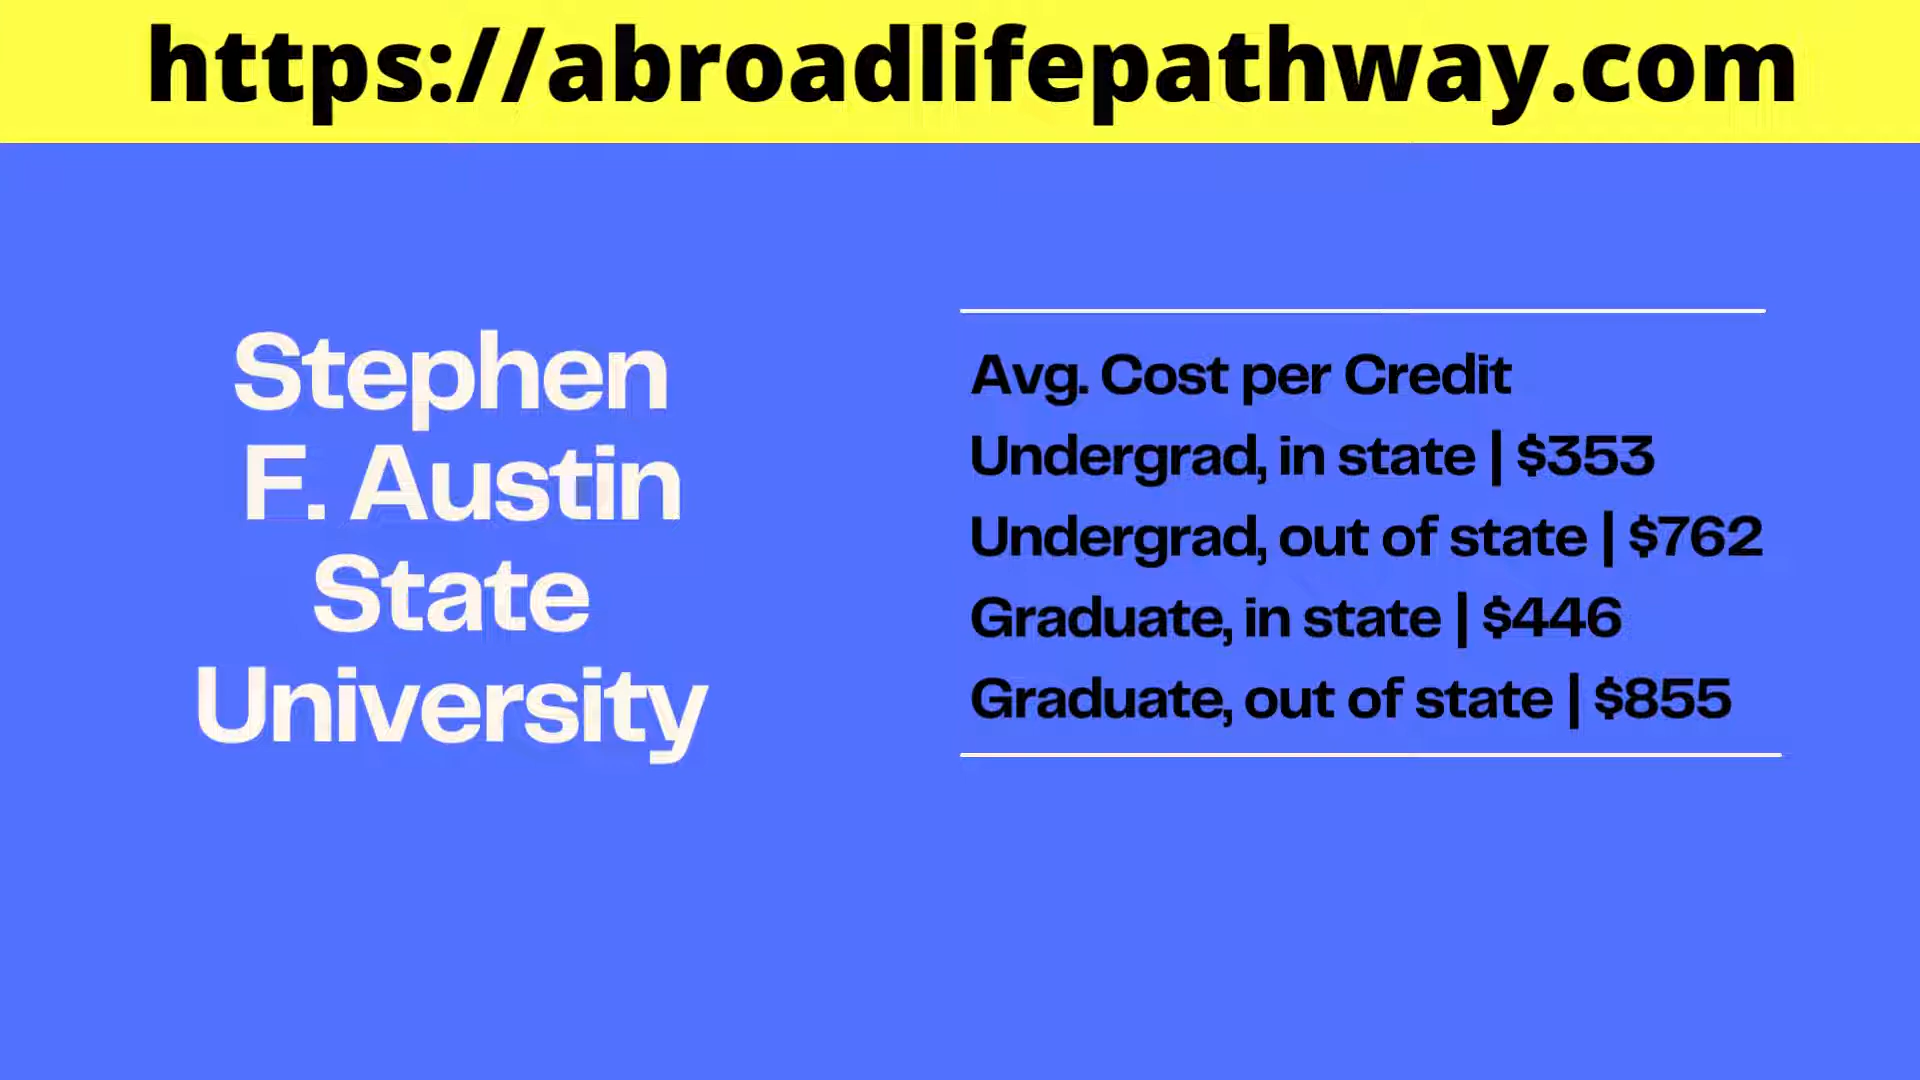 https://abroadlifepathway.com
Stephen
F. Austin
State
University
Avg. Cost per Credit
Undergrad, in state | $353
Undergrad, out of state | $762
Graduate, in state | $446
Graduate, out of state | $855